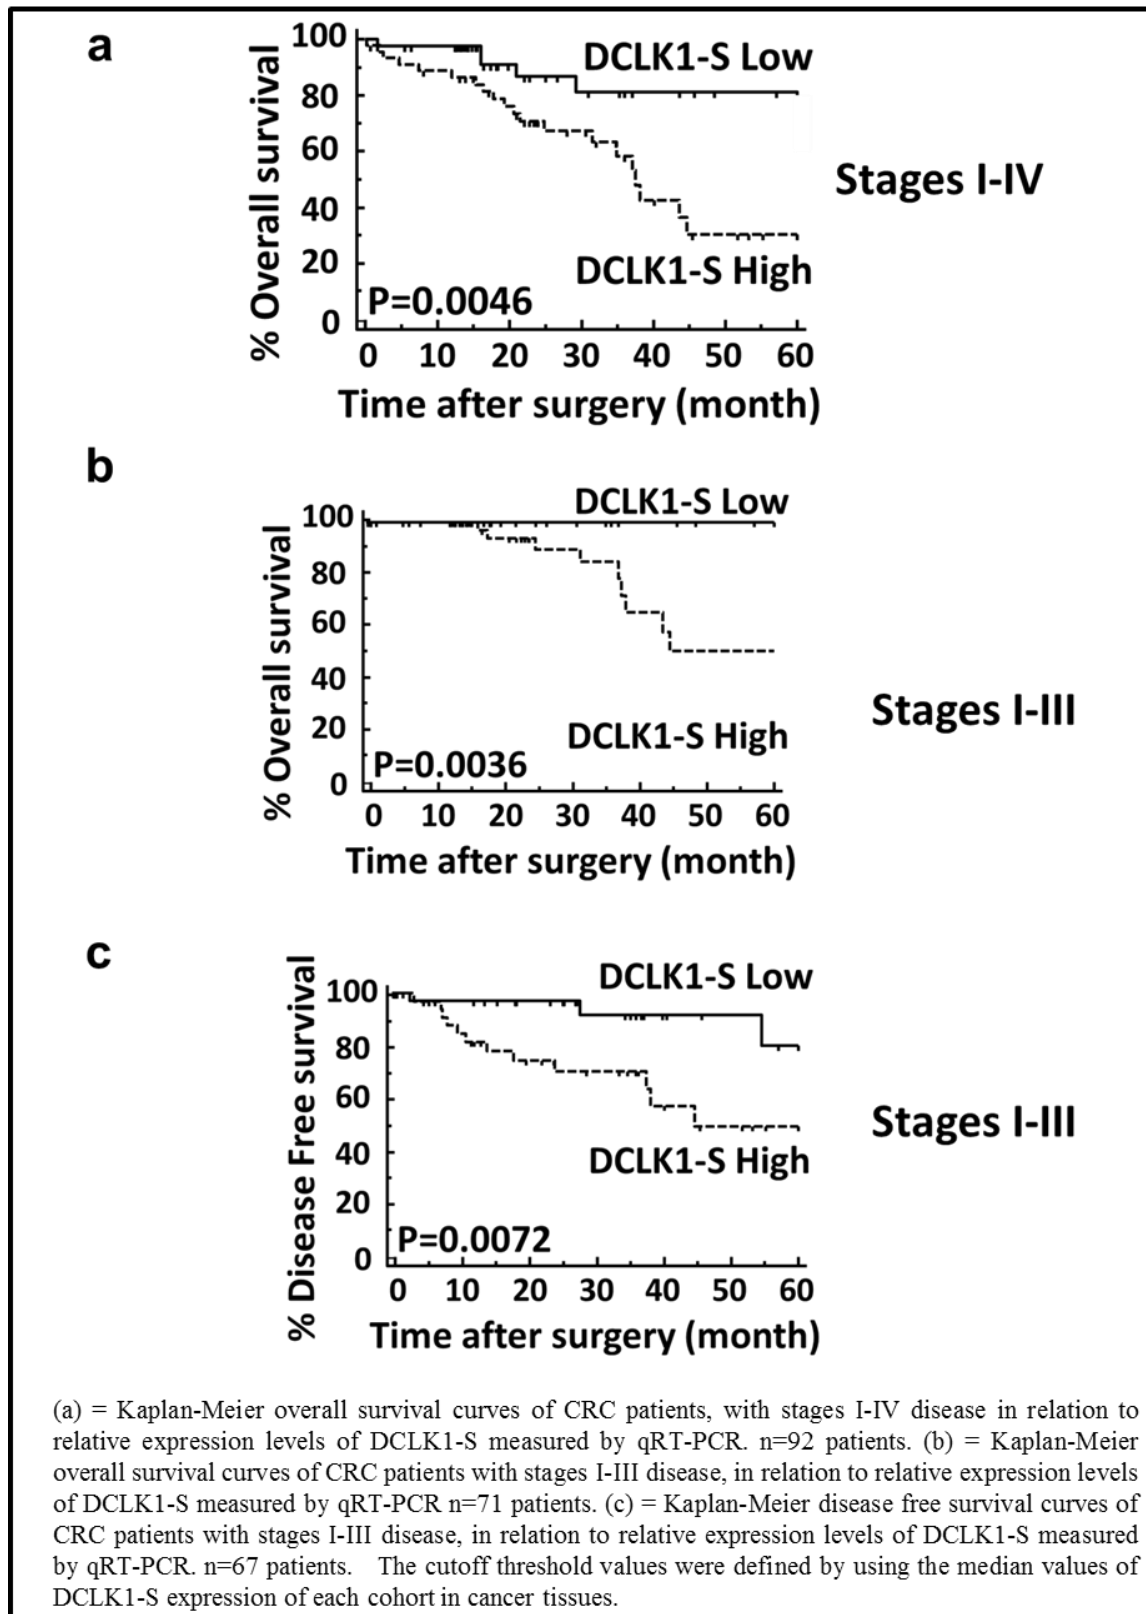 a
100
80
60
40
20
0
% Overall survival
DCLK1-S Low
DCLK1-S High
P=0.0046
0 10 20 30 40 50 60
Time after surgery (month)
Stages I-IV
b
100
80
60
40
20
0
% Overall survival
DCLK1-S Low
DCLK1-S High
P=0.0036
0 10 20 30 40 50 60
Time after surgery (month)
Stages I-III
c
100
80
60
40
20
0
% Disease Free survival
DCLK1-S Low
DCLK1-S High
P=0.0072
0 10 20 30 40 50 60
Time after surgery (month)
Stages I-III
(a) = Kaplan-Meier overall survival curves of CRC patients, with stages I-IV disease in relation to
relative expression levels of DCLK1-S measured by qRT-PCR. n=92 patients. (b) = Kaplan-Meier
overall survival curves of CRC patients with stages I-III disease, in relation to relative expression levels
of DCLK1-S measured by qRT-PCR n=71 patients. (c) = Kaplan-Meier disease free survival curves of
CRC patients with stages I-III disease, in relation to relative expression levels of DCLK1-S measured
by qRT-PCR. n=67 patients. The cutoff threshold values were defined by using the median values of
DCLK1-S expression of each cohort in cancer tissues.